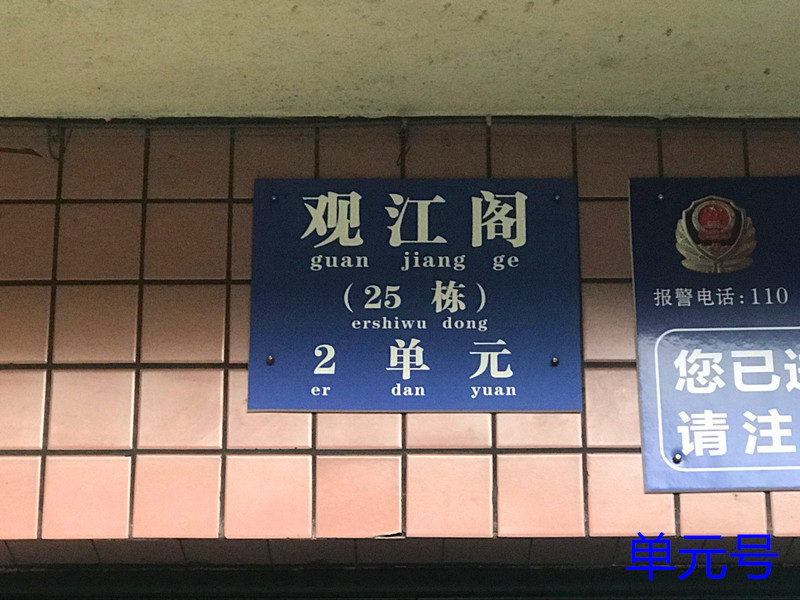 观江阁
guan jiang ge
(25 栋)
ershiwu dong
2 单元
er dan yuan
报警电话:110
您已进
请注
单元号